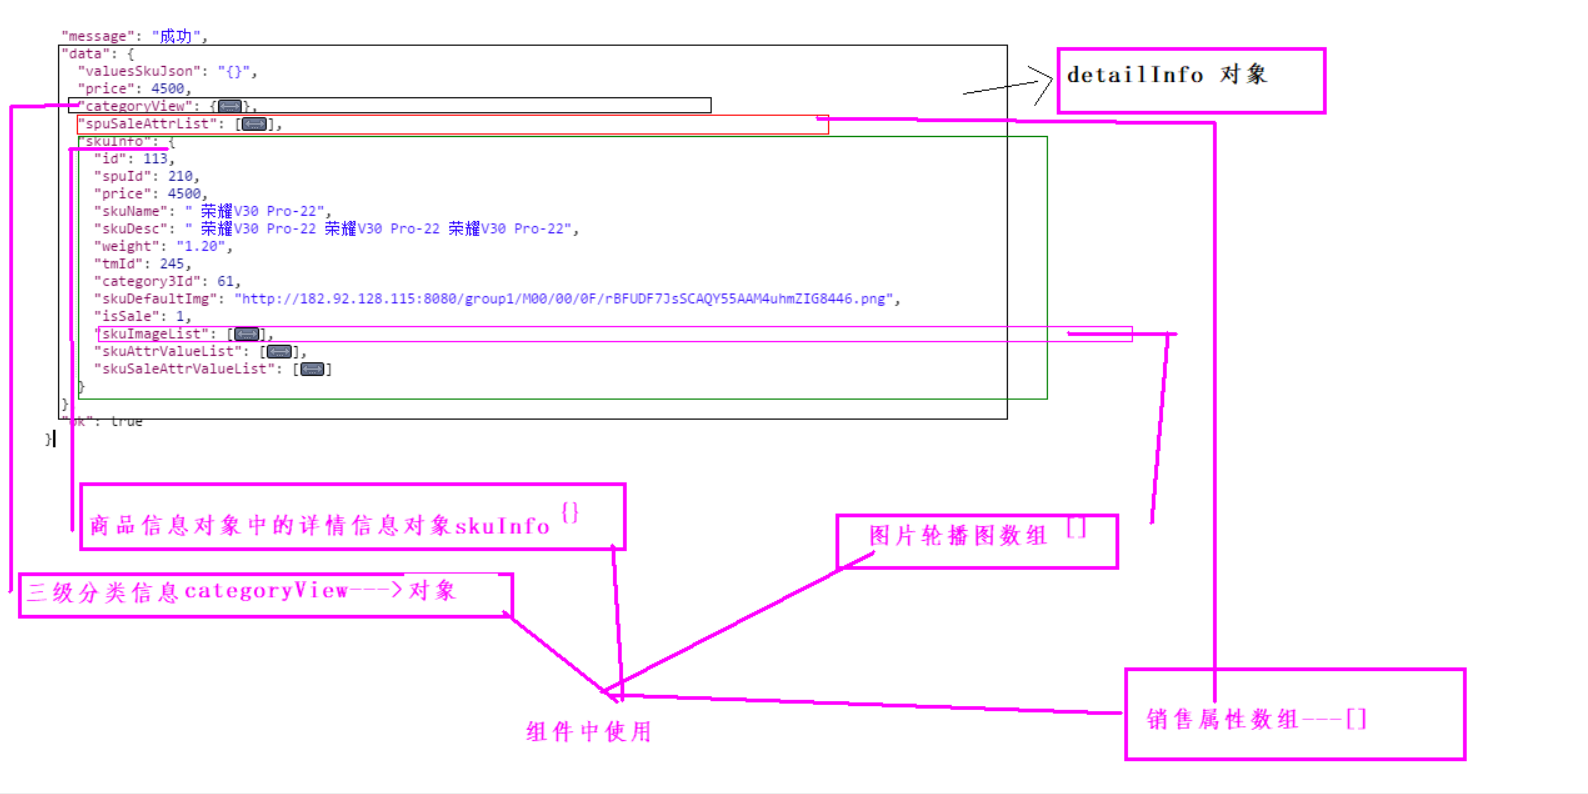 "message": "成功",
"data": {
"valuesSkuJson": "{}",
"price": 4500,
"categoryView": {},
"spuSaleAttrList": [],
"skuInfo": {
"id": 113,
"spuId": 210,
"price": 4500,
"skuName": " 荣耀V30 Pro-22",
"skuDesc": " 荣耀V30 Pro-22 荣耀V30 Pro-22 荣耀V30 Pro-22",
"weight": "1.20",
"tmId": 245,
"category3Id": 61,
"skuDefaultImg": "http://182.92.128.115:8080/group1/M00/00/0F/rBFUDF7JsSCAQY55AAM4uhmZIG8446.png",
"isSale": 1,
"skuImageList": [],
"skuAttrValueList": [],
"skuSaleAttrValueList": []
}
}
"ok": true
}
detailInfo 对象
商品信息对象中的详情信息对象skuInfo {}
图片轮播图数组 []
三级分类信息categoryView--->对象
销售属性数组---[]
组件中使用